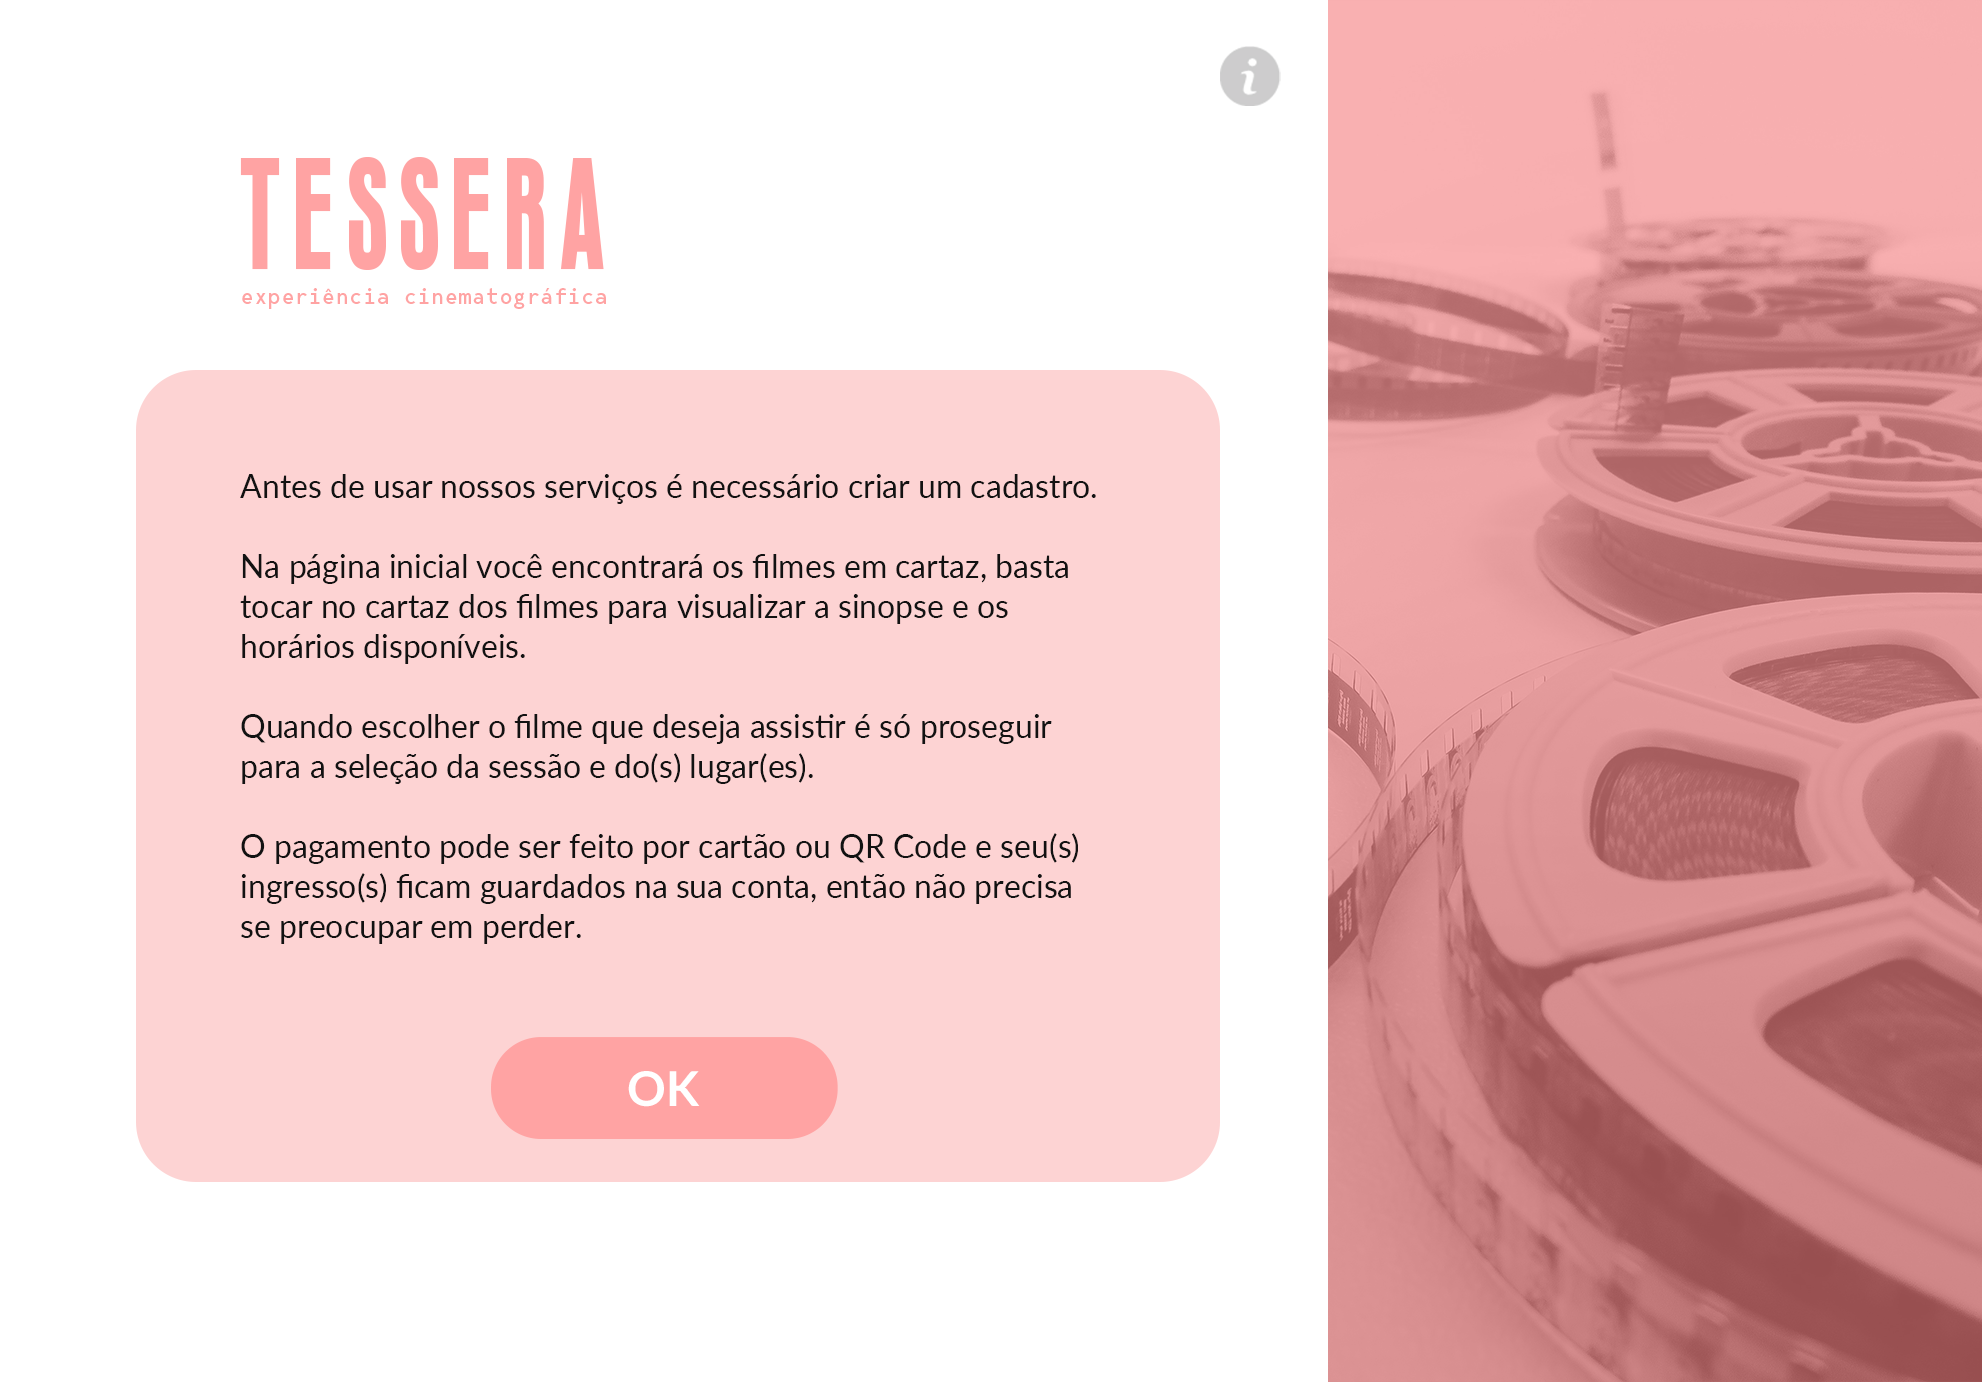 i
TESSERA
experiência cinematográfica
Antes de usar nossos serviços é necessário criar um cadastro.
Na página inicial você encontrará os filmes em cartaz, basta
tocar no cartaz dos filmes para visualizar a sinopse e os
horários disponíveis.
Quando escolher o filme que deseja assistir é só proseguir
para a seleção da sessão e do(s) lugar(es).
O pagamento pode ser feito por cartão ou QR Code e seu(s)
ingresso(s) ficam guardados na sua conta, então não precisa
se preocupar em perder.
OK